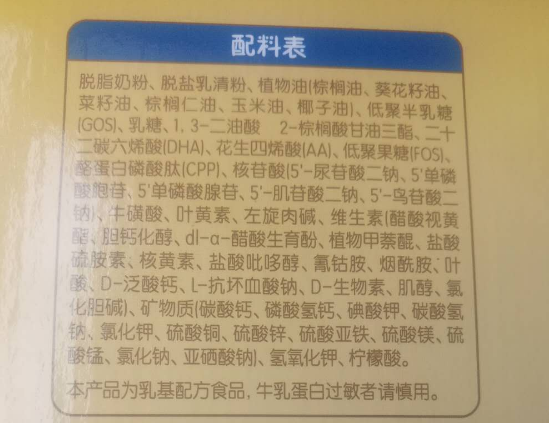 配料表
脱脂奶粉、脱盐乳清粉、植物油(棕榈油、葵花籽油、
菜籽油、棕榈仁油、玉米油、椰子油)、低聚半乳糖
(GOS)、乳糖、1, 3-二油酸 2-棕榈酸甘油三酯、二十
二碳六烯酸(DHA)、花生四烯酸(AA)、低聚果糖(FOS)、
酪蛋白磷酸肽(CPP)、核苷酸(5'-尿苷酸二钠、5'单磷
酸胞苷、5'单磷酸腺苷、5'-肌苷酸二钠、5'-鸟苷酸二
钠)、牛磺酸、叶黄素、左旋肉碱、维生素(醋酸视黄
酯、胆钙化醇、dl-α-醋酸生育酚、植物甲萘醌、盐酸
硫胺素、核黄素、盐酸吡哆醇、氰钴胺、烟酰胺、叶
酸、D-泛酸钙、L-抗坏血酸钠、D-生物素、肌醇、氯
化胆碱)、矿物质(碳酸钙、磷酸氢钙、碘酸钾、碳酸氢
钠、氯化钾、硫酸铜、硫酸锌、硫酸亚铁、硫酸镁、硫
酸锰、氯化钠、亚硒酸钠)、氢氧化钾、柠檬酸。
本产品为乳基配方食品, 牛乳蛋白过敏者请慎用。